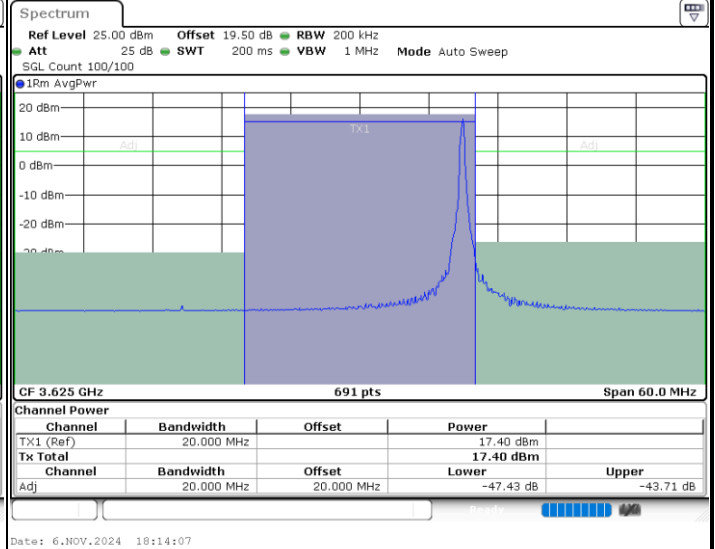 Spectrum
Ref Level 25.00 dBm Offset 19.50 dB RBW 200 kHz
Att 25 dB SWT 200 ms VBW 1 MHz Mode Auto Sweep
SGL Count 100/100
1Rm AvgPwr
20 dBm
TX1
10 dBm
Adj Adj
0 dBm
-10 dBm
-20 dBm
CF 3.625 GHz 691 pts Span 60.0 MHz
Channel Power
Channel Bandwidth Offset Power
TX1 (Ref) 20.000 MHz 17.40 dBm
Tx Total 17.40 dBm
Channel Bandwidth Offset Lower Upper
Adj 20.000 MHz 20.000 MHz -47.43 dB -43.71 dB
Ready
Date: 6.NOV.2024 18:14:07